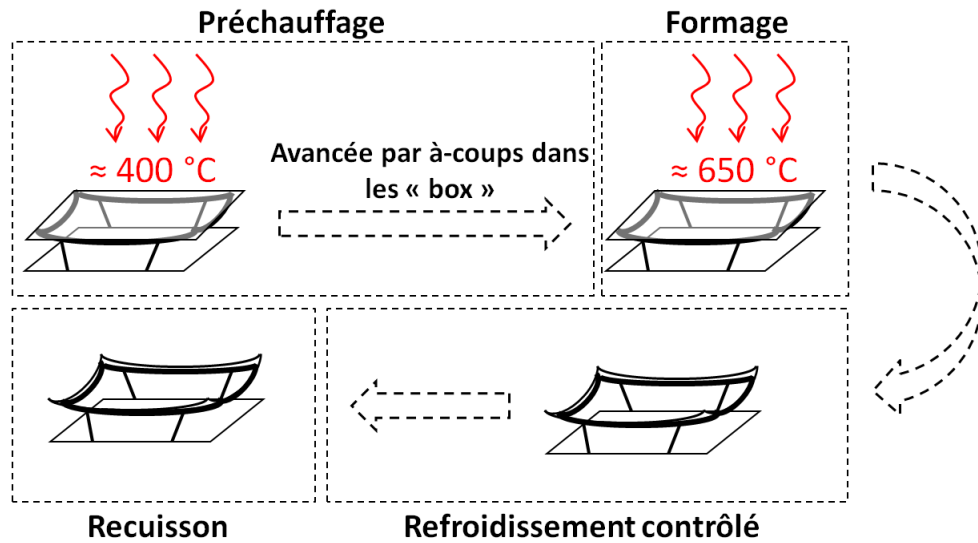 Préchauffage
Formage
≈ 400 °C
Avancée par à-coups dans
les « box »
≈ 650 °C
Recuisson
Refroidissement contrôlé